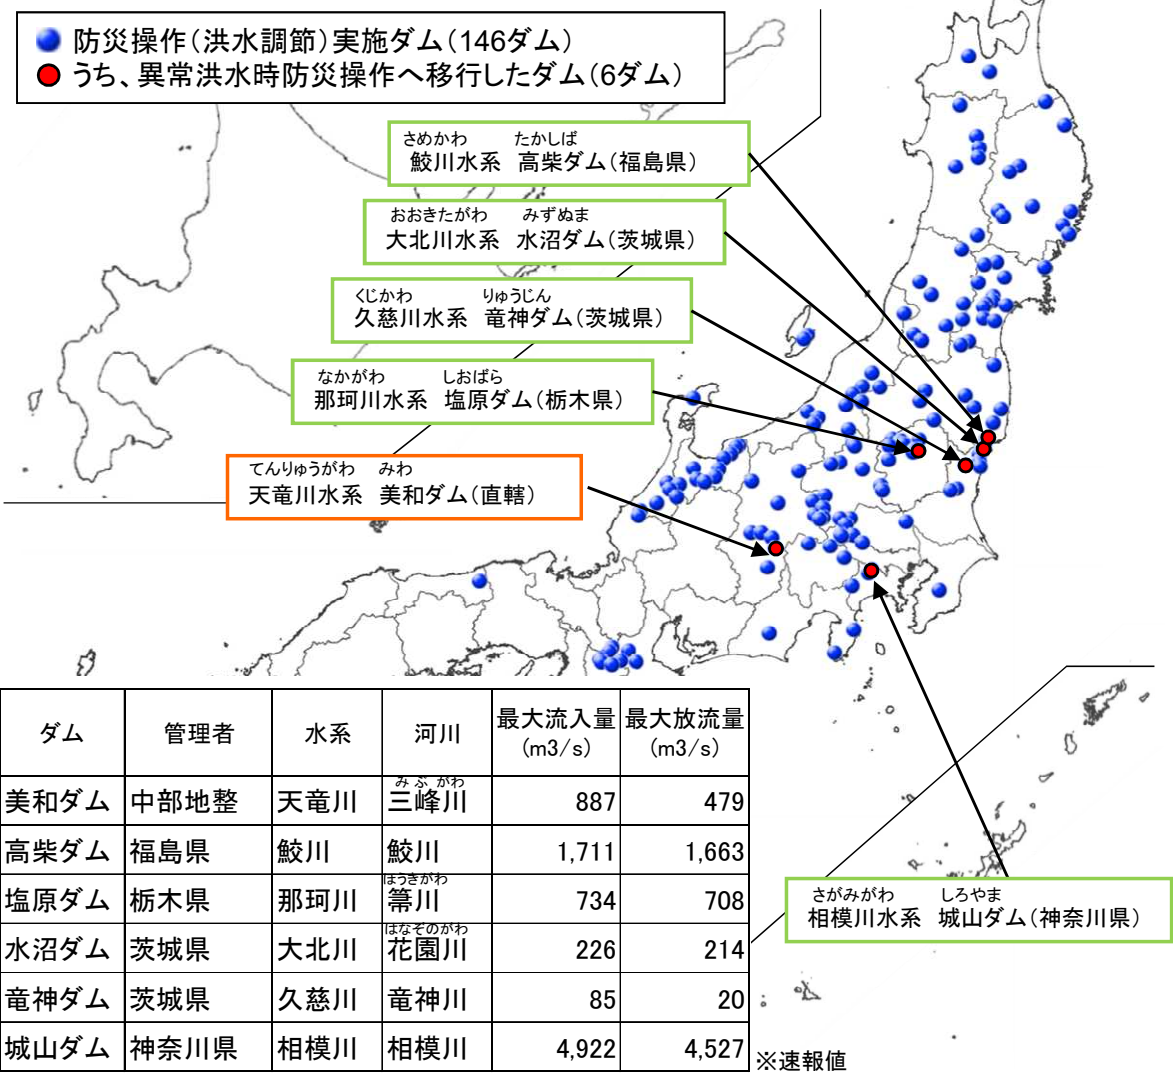 防災操作(洪水調節)実施ダム(146ダム)
うち、異常洪水時防災操作へ移行したダム(6ダム)
さめかわ たかしば
鮫川水系 高柴ダム(福島県)
おおきたがわ みずぬま
大北川水系 水沼ダム(茨城県)
くじかわ りゅうじん
久慈川水系 竜神ダム(茨城県)
なかがわ しおばら
那珂川水系 塩原ダム(栃木県)
てんりゅうがわ みわ
天竜川水系 美和ダム(直轄)
さがみがわ しろやま
相模川水系 城山ダム(神奈川県)
ダム 管理者 水系 河川 最大流入量(m3/s) 最大放流量(m3/s)
みぶ がわ
美和ダム 中部地整 天竜川 三峰川 887 479
高柴ダム 福島県 鮫川 鮫川 1,711 1,663
ほうきがわ
塩原ダム 栃木県 那珂川 箒川 734 708
はなぞのがわ
水沼ダム 茨城県 大北川 花園川 226 214
竜神ダム 茨城県 久慈川 竜神川 85 20
城山ダム 神奈川県 相模川 相模川 4,922 4,527
※速報値